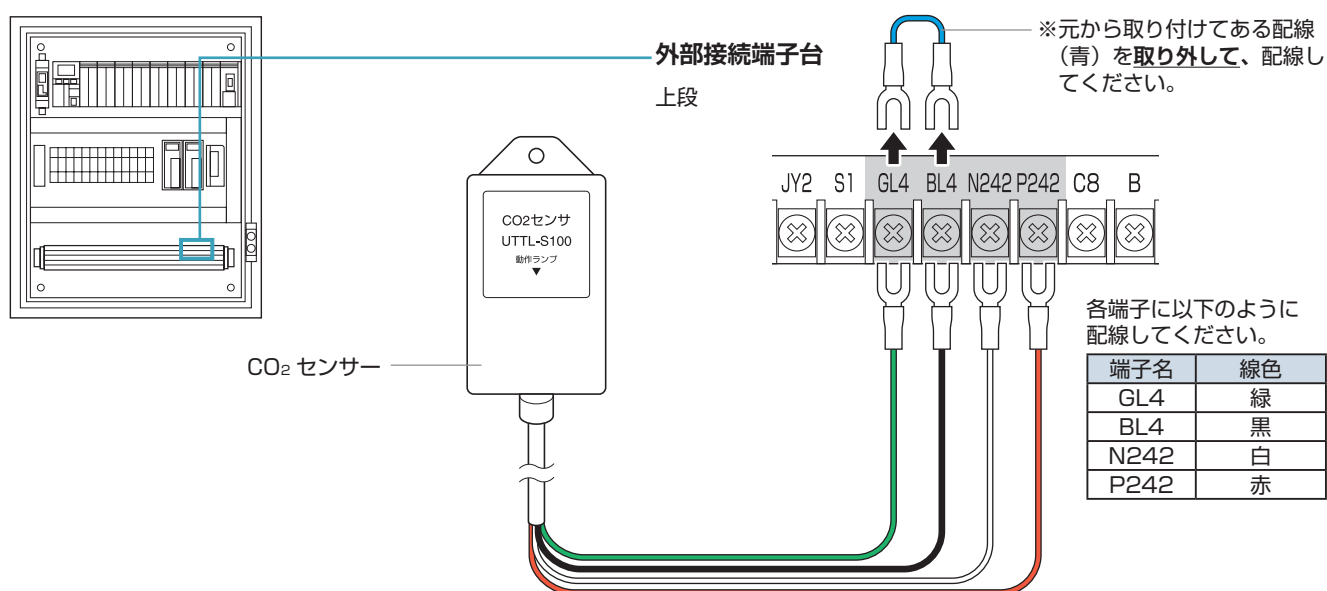 外部接続端子台
上段
※元から取り付けてある配線
（青）を取り外して、配線し
てください。
JY2 S1 GL4 BL4 N242 P242 C8 B
CO2センサ
UTTL-S100
動作ランプ
▼
CO₂ センサー
各端子に以下のように
配線してください。
端子名 線色
GL4 緑
BL4 黒
N242 白
P242 赤